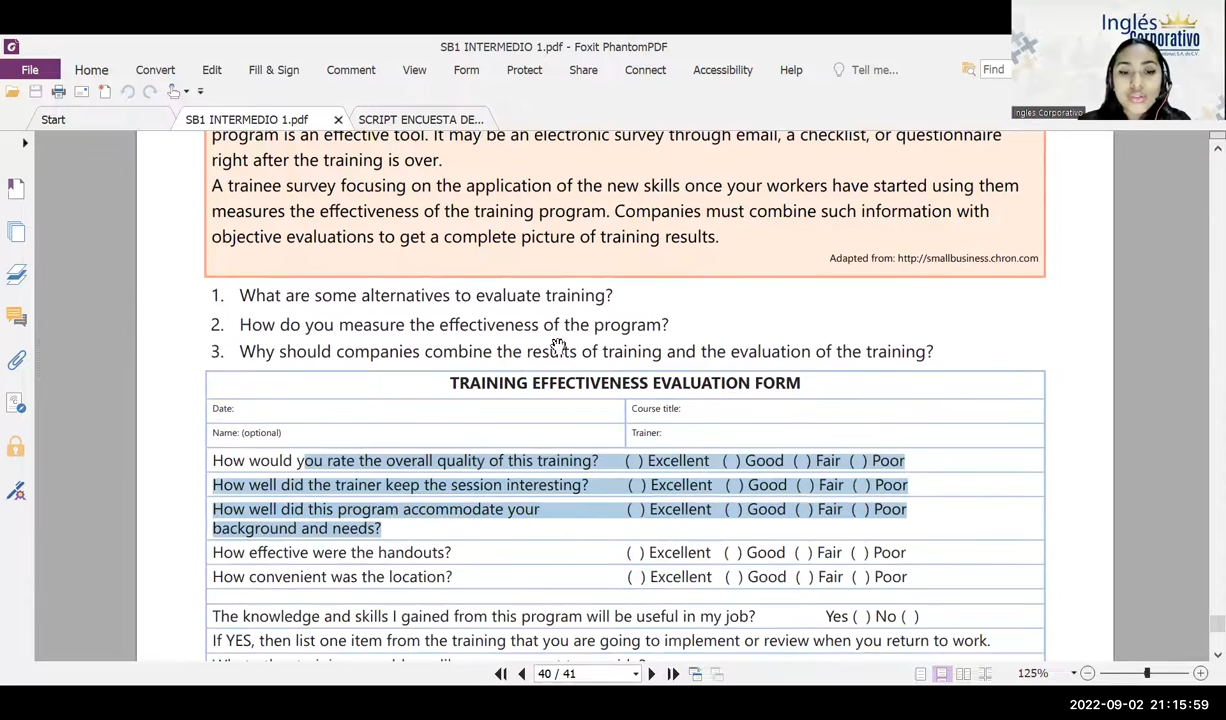 SB1 INTERMEDIO 1.pdf - Foxit PhantomPDF
Inglés
Corporativo
File Home Convert Edit Fill & Sign Comment View Form Protect Share Connect Accessibility Help Tell me... Find
Ingles Corporativo
Start SB1 INTERMEDIO 1.pdf SCRIPT ENCUESTA DE...
program is an effective tool. It may be an electronic survey through email, a checklist, or questionnaire
right after the training is over.
A trainee survey focusing on the application of the new skills once your workers have started using them
measures the effectiveness of the training program. Companies must combine such information with
objective evaluations to get a complete picture of training results.
Adapted from: http://smallbusiness.chron.com
1. What are some alternatives to evaluate training?
2. How do you measure the effectiveness of the program?
3. Why should companies combine the results of training and the evaluation of the training?
TRAINING EFFECTIVENESS EVALUATION FORM
Date: Course title:
Name: (optional) Trainer:
How would you rate the overall quality of this training? ( ) Excellent ( ) Good ( ) Fair ( ) Poor
How well did the trainer keep the session interesting? ( ) Excellent ( ) Good ( ) Fair ( ) Poor
How well did this program accommodate your ( ) Excellent ( ) Good ( ) Fair ( ) Poor
background and needs?
How effective were the handouts? ( ) Excellent ( ) Good ( ) Fair ( ) Poor
How convenient was the location? ( ) Excellent ( ) Good ( ) Fair ( ) Poor
The knowledge and skills I gained from this program will be useful in my job? Yes ( ) No ( )
If YES, then list one item from the training that you are going to implement or review when you return to work.
40 / 41
125%
2022-09-02 21:15:59